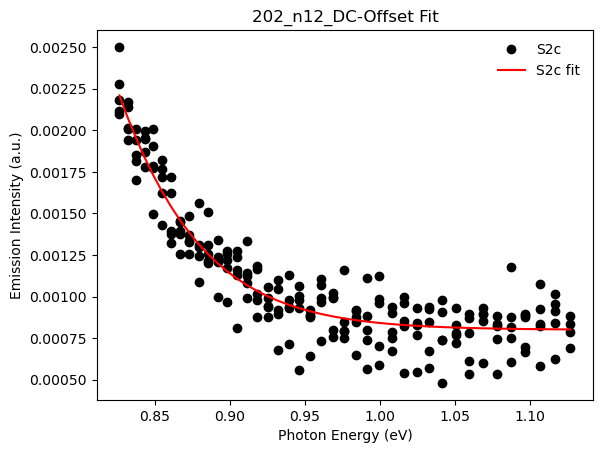 202_n12_DC-Offset Fit
S2c
S2c fit
Emission Intensity (a.u.)
0.00250
0.00225
0.00200
0.00175
0.00150
0.00125
0.00100
0.00075
0.00050
0.85 0.90 0.95 1.00 1.05 1.10
Photon Energy (eV)